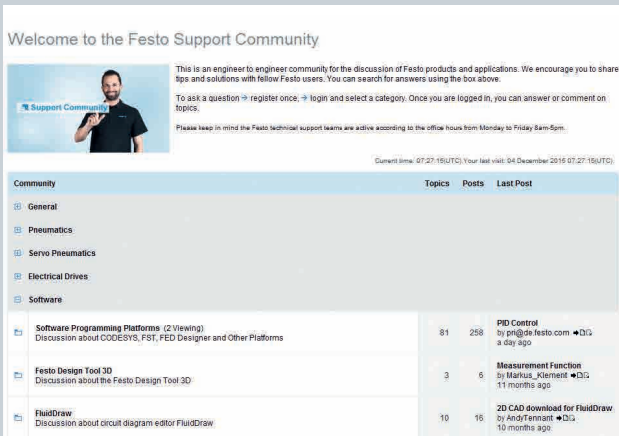 Welcome to the Festo Support Community
Support Community
This is an engineer to engineer community for the discussion of Festo products and applications. We encourage you to share
tips and solutions with fellow Festo users. You can search for answers using the box above.
To ask a question → register once, → login and select a category. Once you are logged in, you can answer or comment on
topics.
Please keep in mind the Festo technical support teams are active according to the office hours from Monday to Friday 8am-5pm.
Current time: 07:27:15(UTC).Your last visit: 04 December 2015 07:27:15(UTC)
Community Topics Posts Last Post
General
Pneumatics
Servo Pneumatics
Electrical Drives
Software
Software Programming Platforms (2 Viewing)
Discussion about CODESYS, FST, FED Designer and Other Platforms
81 258
PID Control
by pri@de.festo.com
a day ago
Festo Design Tool 3D
Discussion about the Festo Design Tool 3D
3 5
Measurement Function
by Markus_Klement
11 months ago
FluidDraw
Discussion about circuit diagram editor FluidDraw
10 16
2D CAD download for FluidDraw
by AndyTennant
10 months ago